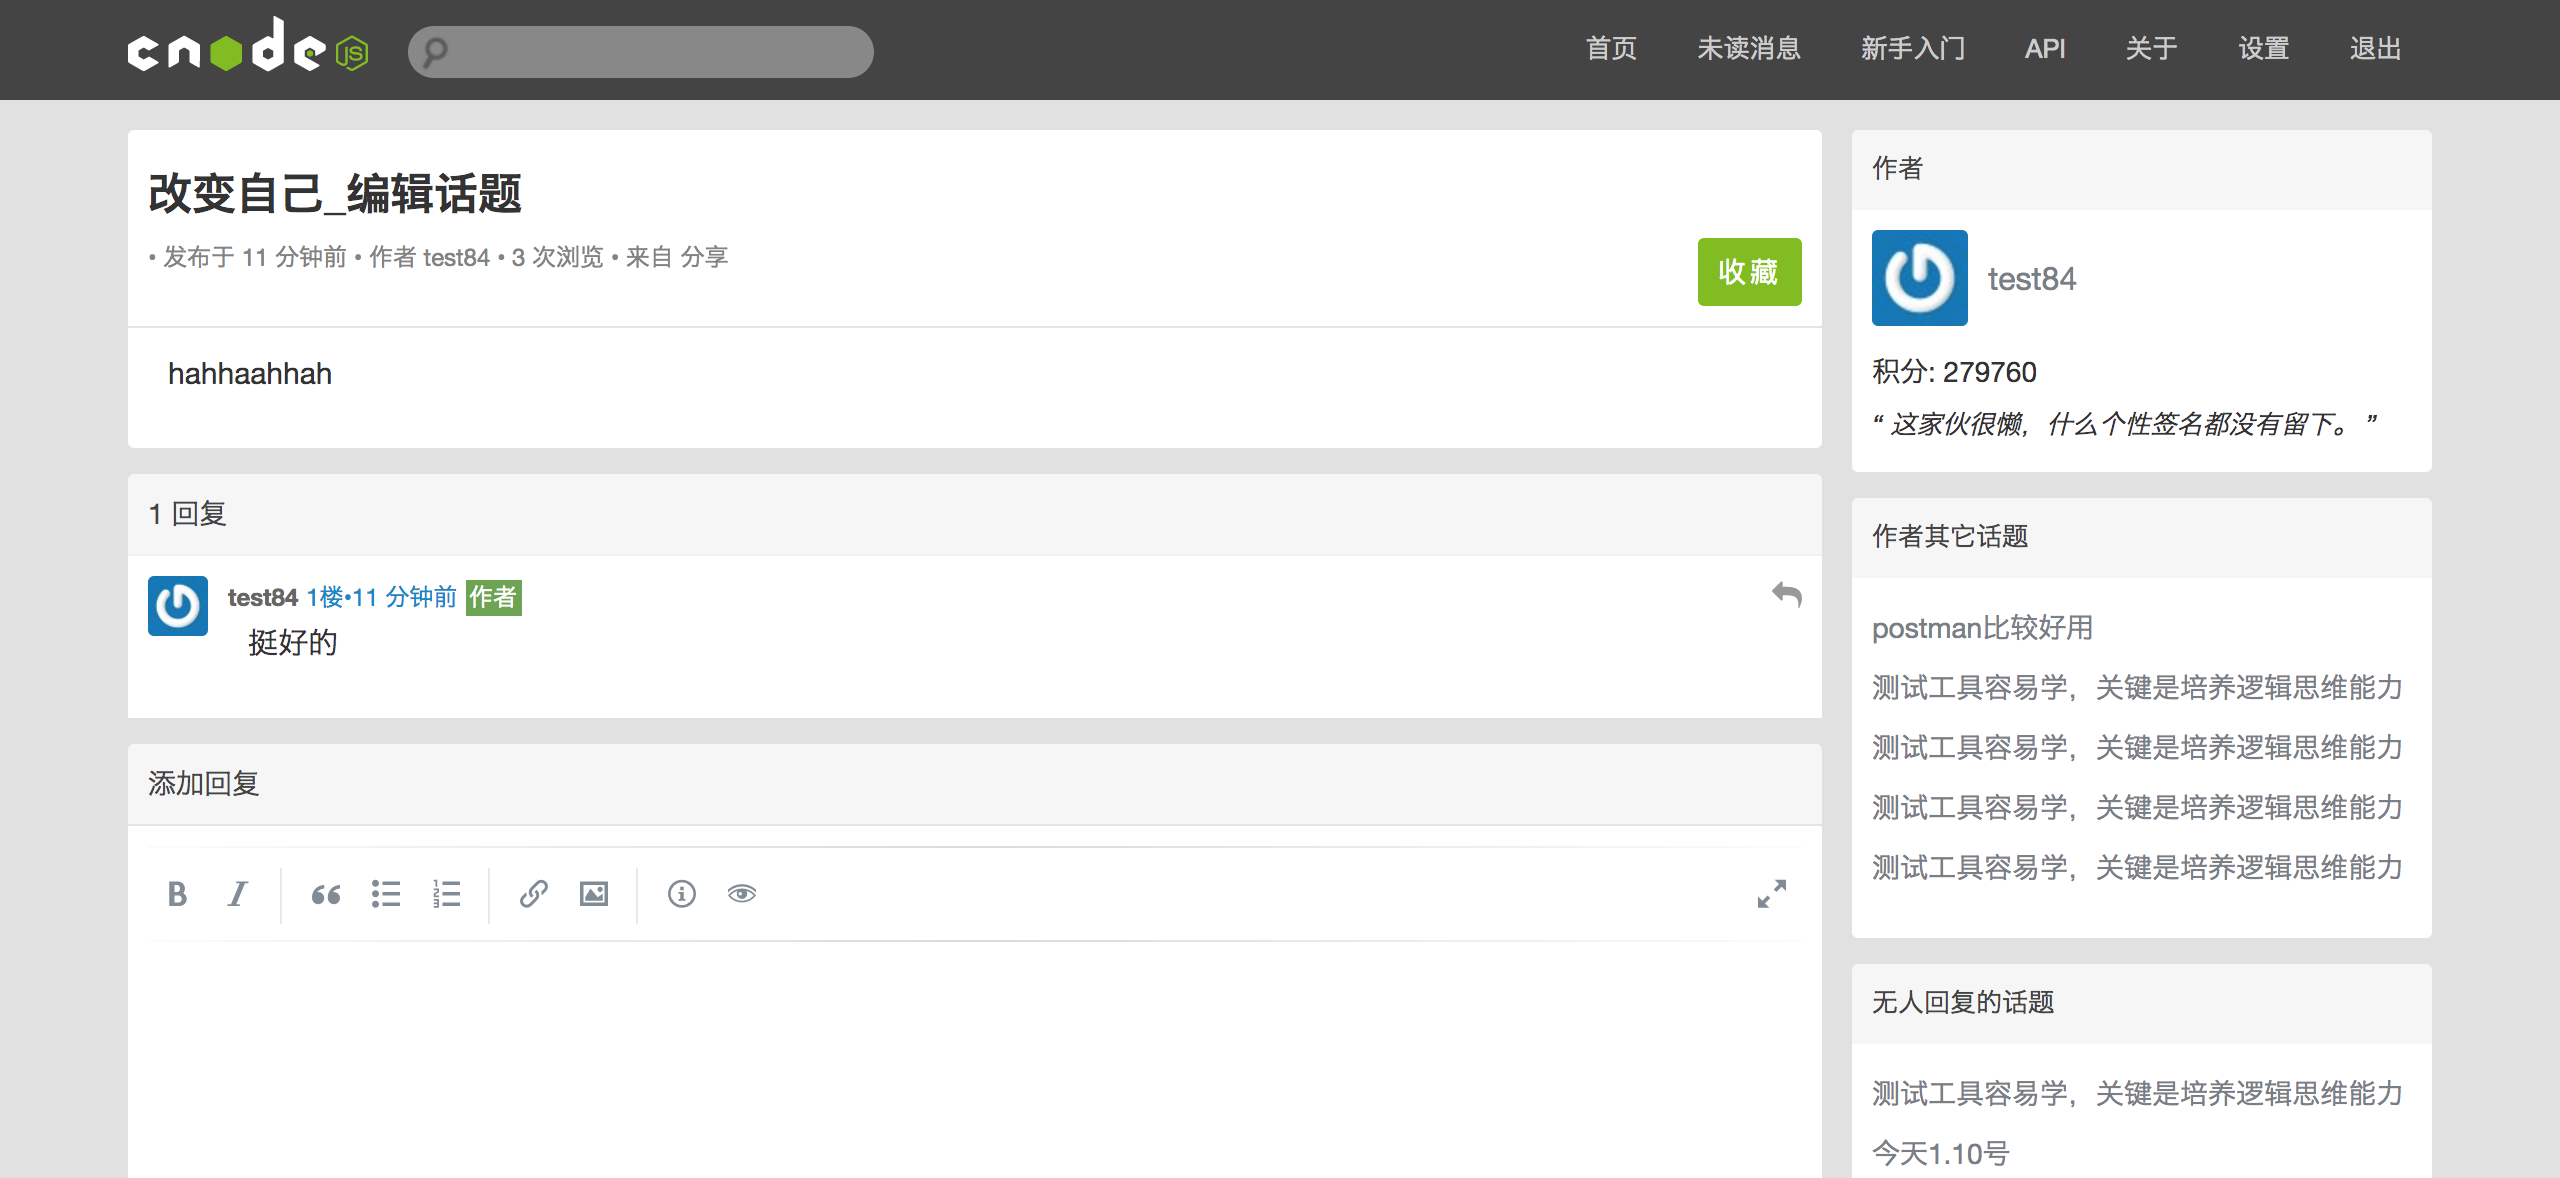 cnode JS
首页 未读消息 新手入门 API 关于 设置 退出
改变自己_编辑话题
• 发布于 11 分钟前 • 作者 test84 • 3 次浏览 • 来自 分享
收藏
hahhaahhah
1 回复
test84 1楼•11 分钟前 作者
挺好的
添加回复
作者
test84
积分: 279760
“ 这家伙很懒，什么个性签名都没有留下。 ”
作者其它话题
postman比较好用
测试工具容易学，关键是培养逻辑思维能力
测试工具容易学，关键是培养逻辑思维能力
测试工具容易学，关键是培养逻辑思维能力
测试工具容易学，关键是培养逻辑思维能力
无人回复的话题
测试工具容易学，关键是培养逻辑思维能力
今天1.10号